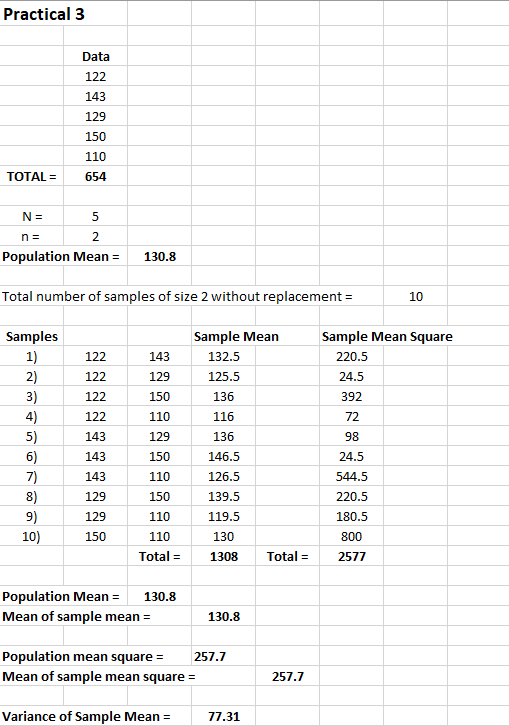 Practical 3
Data
122
143
129
150
110
TOTAL = 654
N = 5
n = 2
Population Mean = 130.8
Total number of samples of size 2 without replacement = 10
Samples Sample Mean Sample Mean Square
1) 122 143 132.5 220.5
2) 122 129 125.5 24.5
3) 122 150 136 392
4) 122 110 116 72
5) 143 129 136 98
6) 143 150 146.5 24.5
7) 143 110 126.5 544.5
8) 129 150 139.5 220.5
9) 129 110 119.5 180.5
10) 150 110 130 800
Total = 1308 Total = 2577
Population Mean = 130.8
Mean of sample mean = 130.8
Population mean square = 257.7
Mean of sample mean square = 257.7
Variance of Sample Mean = 77.31